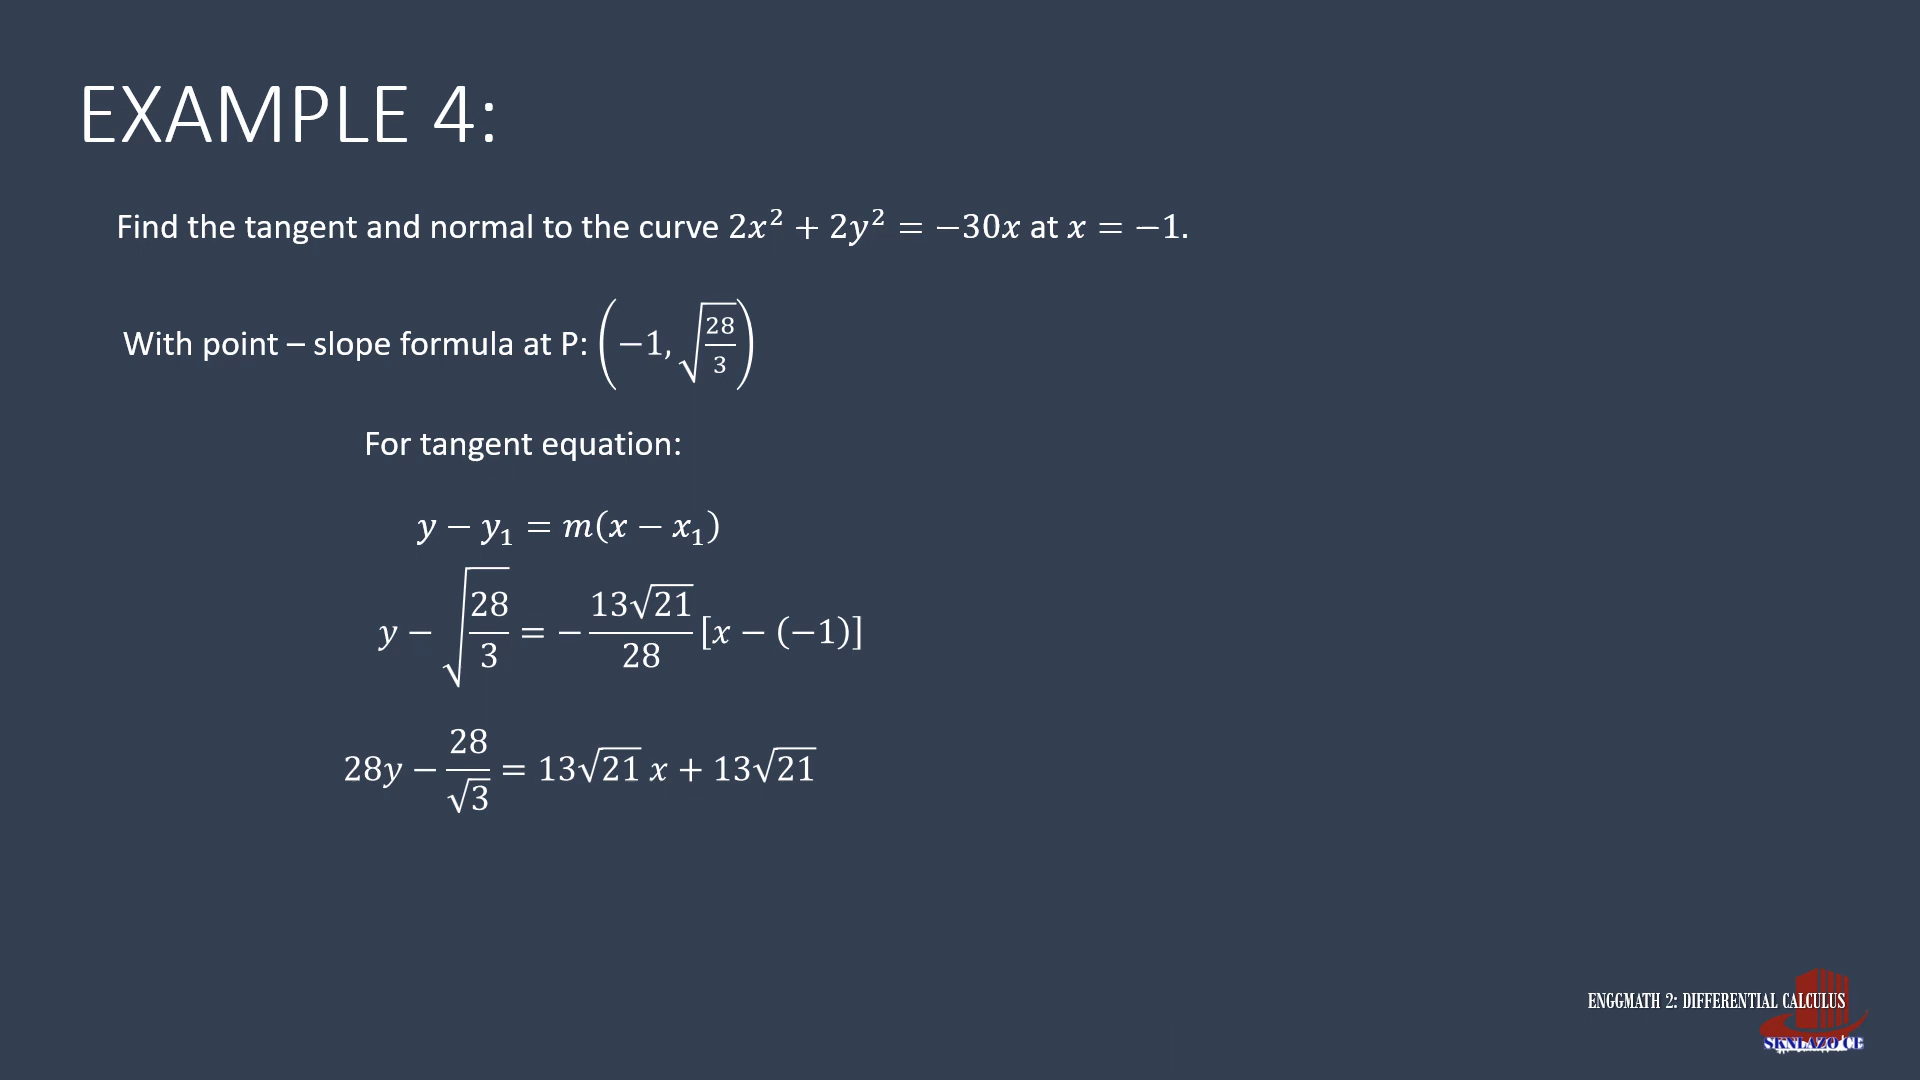 EXAMPLE 4:
Find the tangent and normal to the curve 2x² + 2y² = −30x at x = −1.
With point – slope formula at P: (−1, √(28/3))
For tangent equation:
y − y₁ = m(x − x₁)
y − √(28/3) = − 13√21/28 [x − (−1)]
28y − 28/√3 = 13√21 x + 13√21
ENGGMATH 2: DIFFERENTIAL CALCULUS
SKNLAZO CE